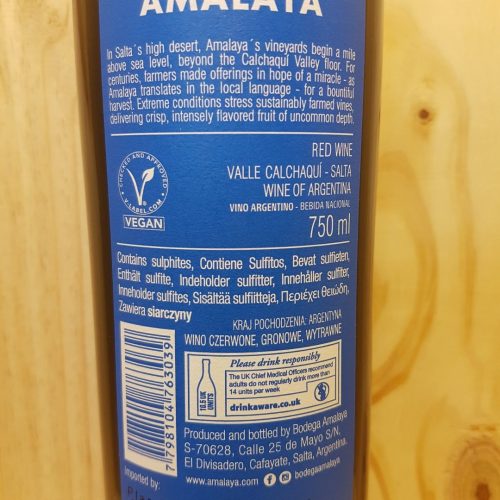 AMALAYA
In Salta´s high desert, Amalaya´s vineyards begin a mile
above sea level, beyond the Calchaquí Valley floor. For
centuries, farmers made offerings in hope of a miracle - as
Amalaya translates in the local language - for a bountiful
harvest. Extreme conditions stress sustainably farmed vines,
delivering crisp, intensely flavored fruit of uncommon depth.
CHECKED AND APPROVED
V-LABEL.COM
VEGAN
RED WINE
VALLE CALCHAQUÍ - SALTA
WINE OF ARGENTINA
VINO ARGENTINO - BEBIDA NACIONAL
750 ml
Contains sulphites, Contiene Sulfitos, Bevat sulfieten,
Enthält sulfite, Indeholder sulfitter, Innehåller sulfiter,
Inneholder sulfites, Sisältää sulfiitteja, Περιέχει θειώδη,
Zawiera siarczyny
KRAJ POCHODZENIA: ARGENTYNA
WINO CZERWONE, GRONOWE, WYTRAWNE
Please drink responsibly
The UK Chief Medical Officers recommend
adults do not regularly drink more than
14 units per week
10,5 UK
UNITS
drinkaware.co.uk
7 798104 763039
Produced and bottled by Bodega Amalaya
S-70628, Calle 25 de Mayo S/N,
El Divisadero, Cafayate, Salta, Argentina.
www.amalaya.com
bodegaamalaya
Imported by: